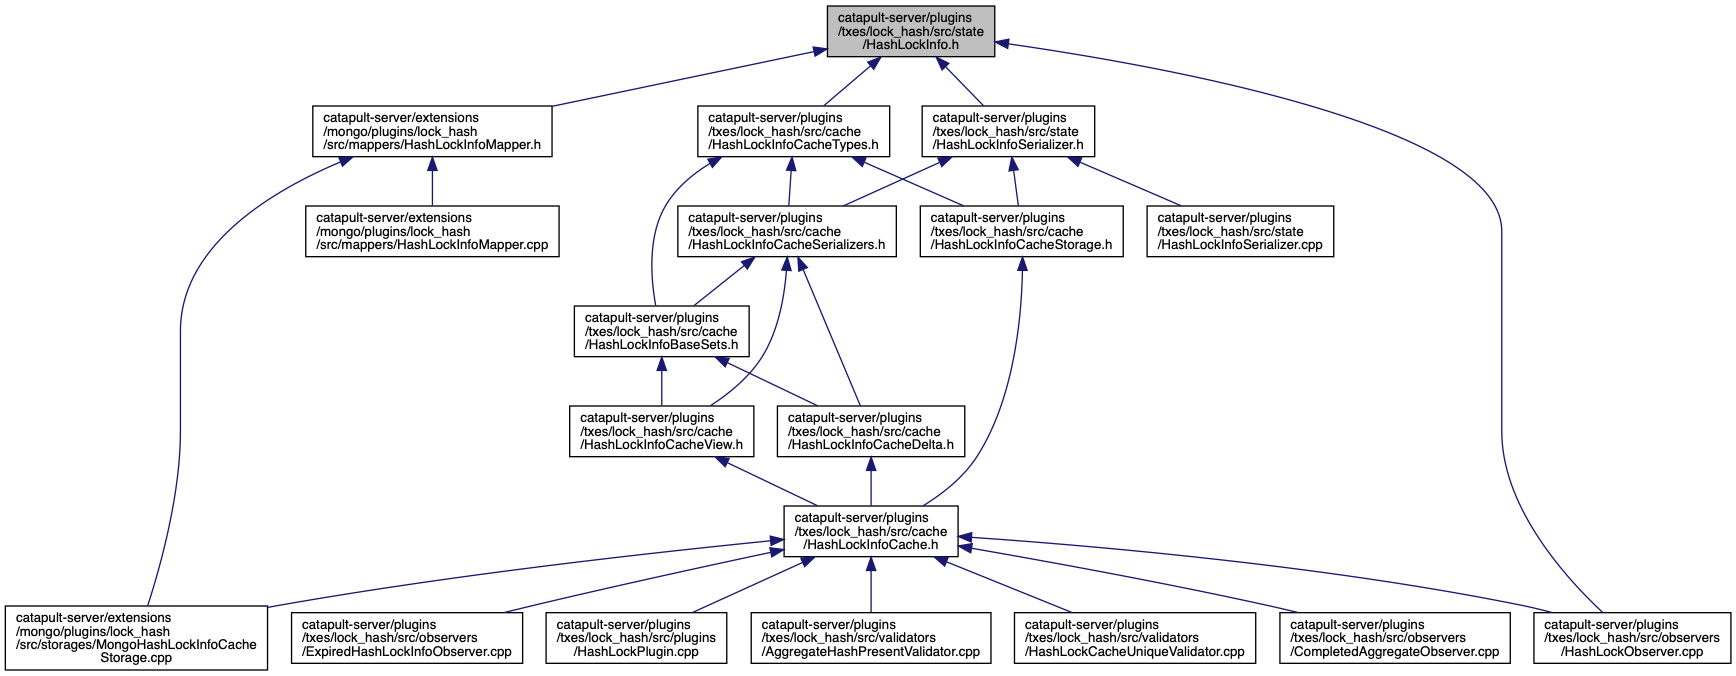 catapult-server/plugins
/txes/lock_hash/src/state
/HashLockInfo.h
catapult-server/extensions
/mongo/plugins/lock_hash
/src/mappers/HashLockInfoMapper.h
catapult-server/plugins
/txes/lock_hash/src/cache
/HashLockInfoCacheTypes.h
catapult-server/plugins
/txes/lock_hash/src/state
/HashLockInfoSerializer.h
catapult-server/extensions
/mongo/plugins/lock_hash
/src/mappers/HashLockInfoMapper.cpp
catapult-server/plugins
/txes/lock_hash/src/cache
/HashLockInfoCacheSerializers.h
catapult-server/plugins
/txes/lock_hash/src/cache
/HashLockInfoCacheStorage.h
catapult-server/plugins
/txes/lock_hash/src/state
/HashLockInfoSerializer.cpp
catapult-server/plugins
/txes/lock_hash/src/cache
/HashLockInfoBaseSets.h
catapult-server/plugins
/txes/lock_hash/src/cache
/HashLockInfoCacheView.h
catapult-server/plugins
/txes/lock_hash/src/cache
/HashLockInfoCacheDelta.h
catapult-server/plugins
/txes/lock_hash/src/cache
/HashLockInfoCache.h
catapult-server/extensions
/mongo/plugins/lock_hash
/src/storages/MongoHashLockInfoCache
Storage.cpp
catapult-server/plugins
/txes/lock_hash/src/observers
/ExpiredHashLockInfoObserver.cpp
catapult-server/plugins
/txes/lock_hash/src/plugins
/HashLockPlugin.cpp
catapult-server/plugins
/txes/lock_hash/src/validators
/AggregateHashPresentValidator.cpp
catapult-server/plugins
/txes/lock_hash/src/validators
/HashLockCacheUniqueValidator.cpp
catapult-server/plugins
/txes/lock_hash/src/observers
/CompletedAggregateObserver.cpp
catapult-server/plugins
/txes/lock_hash/src/observers
/HashLockObserver.cpp